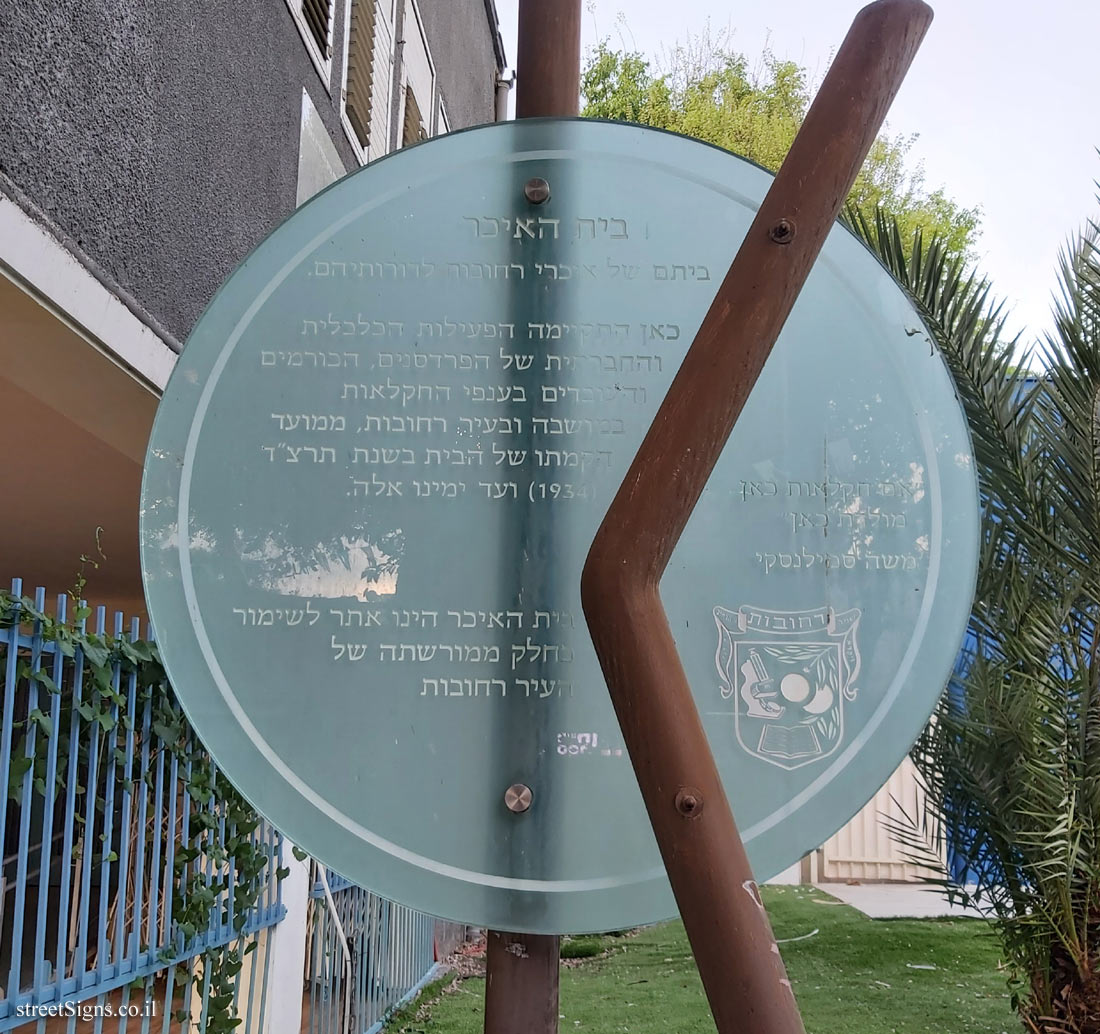 בית האיכר
ביתם של איכרי רחובות לדורותיהם.
כאן התקיימה הפעילות הכלכלית
והחברתית של הפרדסנים, הכורמים
והעובדים בענפי החקלאות
במושבה ובעיר רחובות, ממועד
הקמתו של הבית בשנת תרצ"ד
(1934) ועד ימינו אלה.
אם חקלאות כאן
מולדת כאן
משה סמילנסקי
בית האיכר הינו אתר לשימור
כחלק ממורשתה של
העיר רחובות
רחובות
streetSigns.co.il